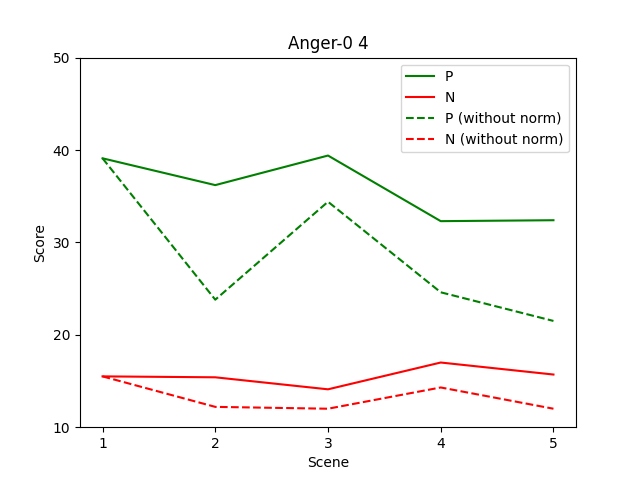 Anger-0 4
50
40
30
20
10
Score
1 2 3 4 5
Scene
P
N
P (without norm)
N (without norm)